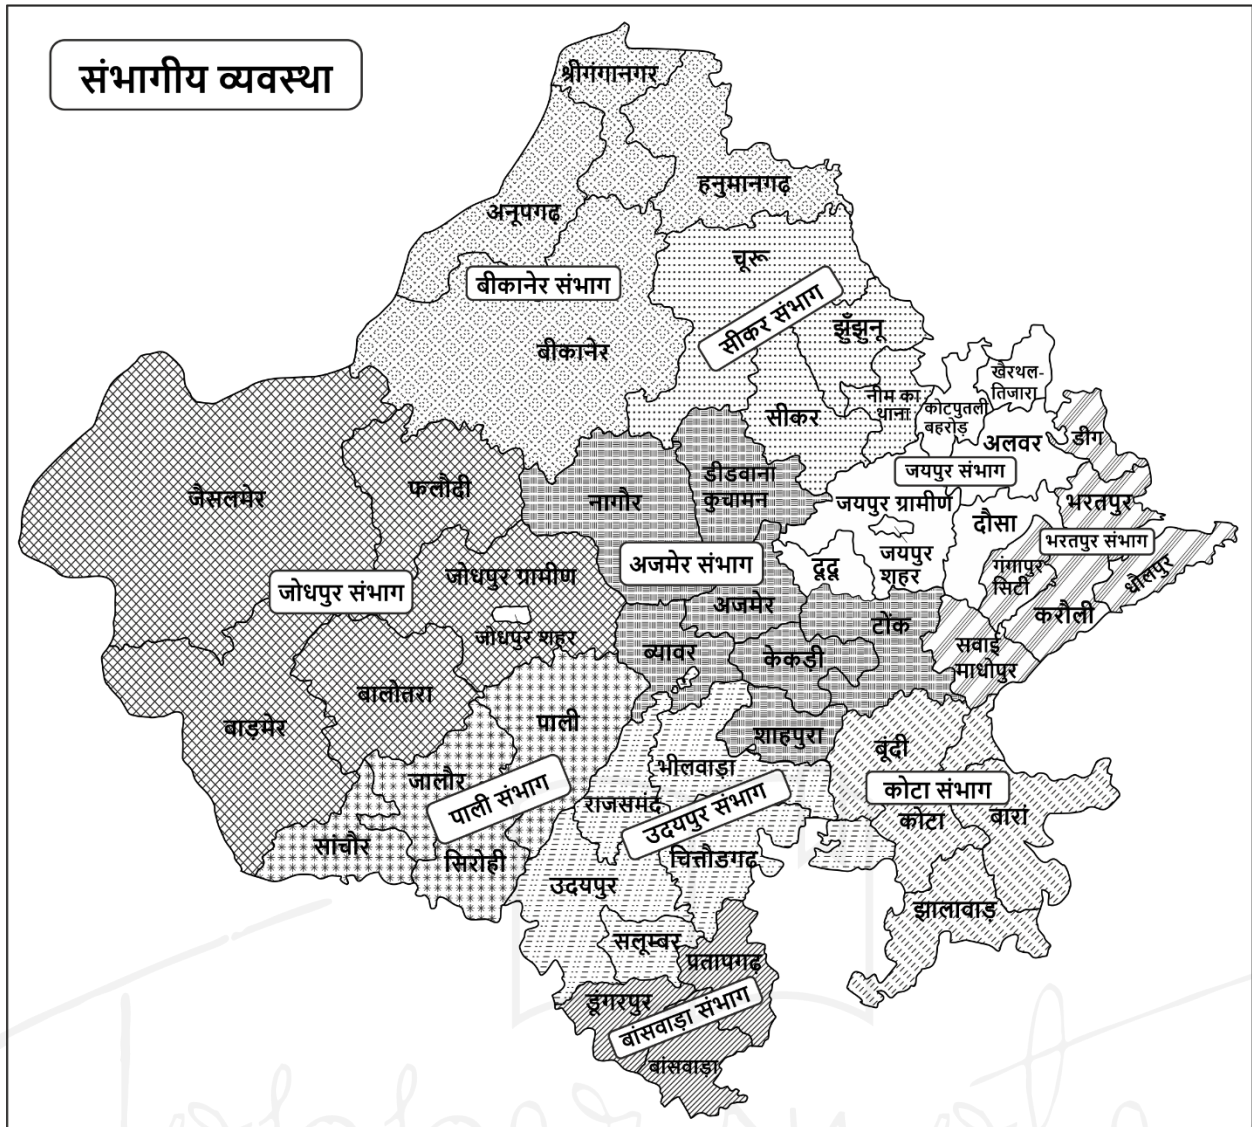 संभागीय व्यवस्था
श्रीगंगानगर
हनुमानगढ़
अनूपगढ़
चूरू
बीकानेर संभाग
सीकर संभाग
झुँझुनू
बीकानेर
खैरथल-
तिजारा
नीम का
थाना
कोटपुतली
बहरोड़
सीकर
अलवर
डीग
जयपुर संभाग
डीडवाना
कुचामन
जैसलमेर
फलौदी
नागौर
जयपुर ग्रामीण
दौसा
भरतपुर
भरतपुर संभाग
जयपुर
शहर
दूदू
अजमेर संभाग
गंगापुर
सिटी
धौलपुर
जोधपुर ग्रामीण
जोधपुर संभाग
अजमेर
टोंक
करौली
जोधपुर शहर
ब्यावर
केकड़ी
सवाई
माधोपुर
बालोतरा
बाड़मेर
पाली
शाहपुरा
बूंदी
भीलवाड़ा
जालौर
पाली संभाग
राजसमंद
उदयपुर संभाग
कोटा संभाग
कोटा
बारां
सांचौर
सिरोही
चित्तौडगढ़
उदयपुर
झालावाड़
सलूम्बर
प्रतापगढ़
डूगरपुर
बांसवाड़ा संभाग
बांसवाड़ा